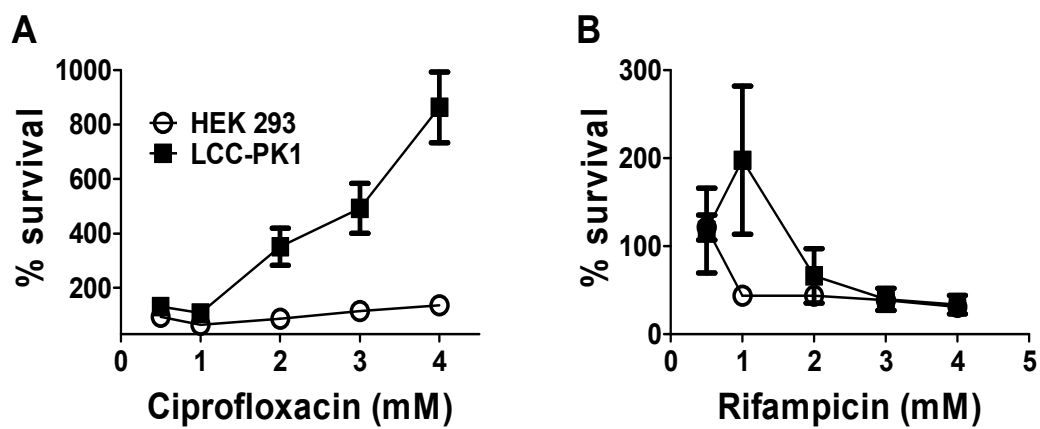 A
B
1000
800
600
400
200
% survival
HEK 293
LCC-PK1
0 1 2 3 4
Ciprofloxacin (mM)
300
200
100
0
% survival
0 1 2 3 4 5
Rifampicin (mM)